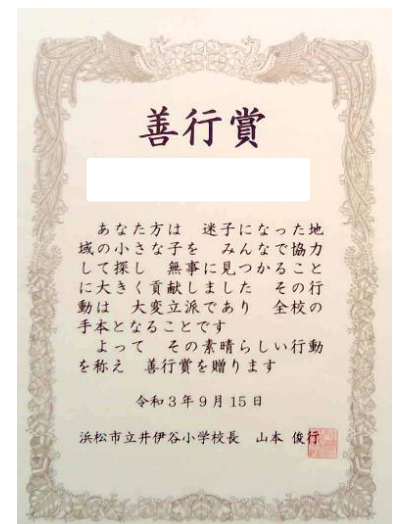 善行賞
あなた方は 迷子になった地
域の小さな子を みんなで協力
して探し 無事に見つかること
に大きく貢献しました その行
動は 大変立派であり 全校の
手本となることです
よって その素晴らしい行動
を称え 善行賞を贈ります
令和3年9月15日
浜松市立井伊谷小学校長 山本 俊行